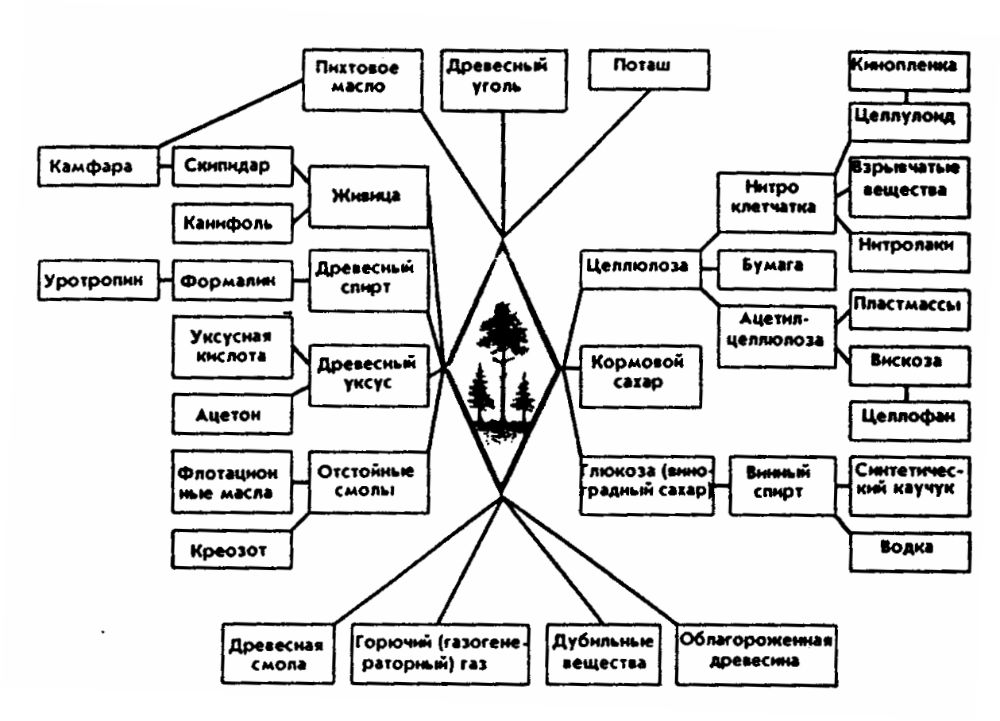 Пихтовое
масло
Древесный
уголь
Поташ
Кинопленка
Целлулоид
Камфара
Скипидар
Живица
Канифоль
Взрывчатые
вещества
Нитро
клетчатка
Нитролаки
Уротропин
Формалин
Древесный
спирт
Целлюлоза
Бумага
Пластмассы
Ацетил-
целлюлоза
Вискоза
Целлофан
Уксусная
кислота
Древесный
уксус
Ацетон
Кормовой
сахар
Флотацион
ные масла
Отстойные
смолы
Креозот
Глюкоза (вино-
градный сахар)
Винный
спирт
Синтетичес-
кий каучук
Водка
Древесная
смола
Горючий (газогене-
раторный) газ
Дубильные
вещества
Облагороженная
древесина